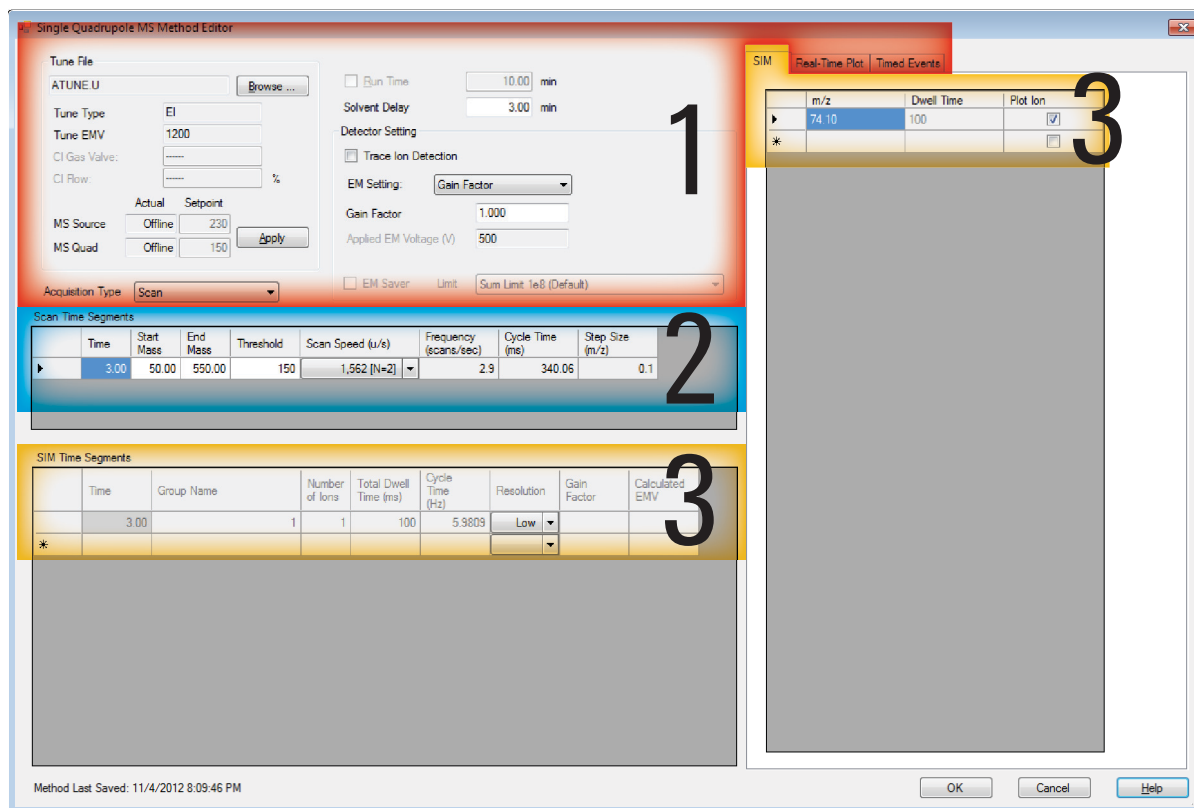 Single Quadrupole MS Method Editor
Tune File
ATUNE.U Browse ...
Tune Type EI
Tune EMV 1200
CI Gas Valve: -----
CI Flow: ----- %
Actual Setpoint
MS Source Offline 230
MS Quad Offline 150
Apply
Acquisition Type Scan
Run Time 10.00 min
Solvent Delay 3.00 min
Detector Setting
Trace Ion Detection
EM Setting: Gain Factor
Gain Factor 1.000
Applied EM Voltage (V) 500
EM Saver Limit Sum Limit 1e8 (Default)
1
Scan Time Segments
Time Start Mass End Mass Threshold Scan Speed (u/s) Frequency (scans/sec) Cycle Time (ms) Step Size (m/z)
3.00 50.00 550.00 150 1,562 [N=2] 2.9 340.06 0.1
2
SIM Time Segments
Time Group Name Number of Ions Total Dwell Time (ms) Cycle Time (Hz) Resolution Gain Factor Calculated EMV
3.00 1 1 100 5.9809 Low
*
3
SIM Real-Time Plot Timed Events
m/z Dwell Time Plot Ion
74.10 100
*
3
Method Last Saved: 11/4/2012 8:09:46 PM
OK Cancel Help